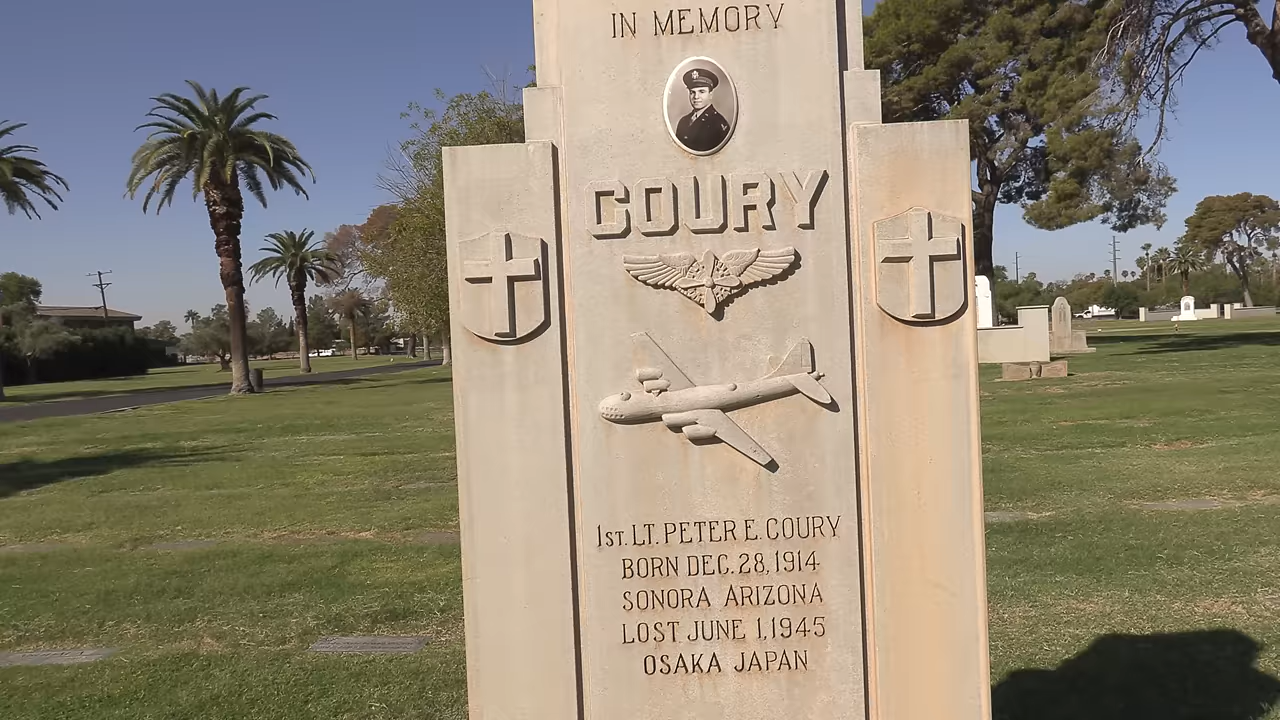 IN MEMORY
COURY
1ST. LT. PETER E. COURY
BORN DEC. 28, 1914
SONORA ARIZONA
LOST JUNE 1, 1945
OSAKA JAPAN